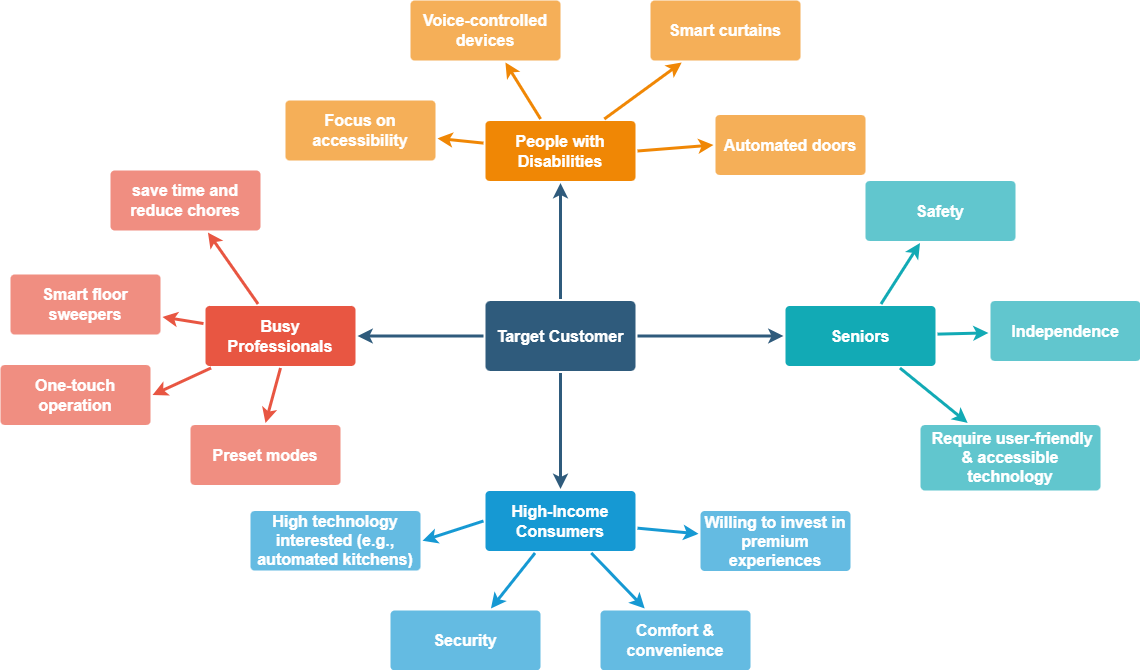 Voice-controlled
devices
Smart curtains
Focus on
accessibility
People with
Disabilities
Automated doors
save time and
reduce chores
Safety
Smart floor
sweepers
Busy
Professionals
Target Customer
Seniors
Independence
One-touch
operation
Preset modes
Require user-friendly
& accessible
technology
High-Income
Consumers
High technology
interested (e.g.,
automated kitchens)
Willing to invest in
premium
experiences
Security
Comfort &
convenience